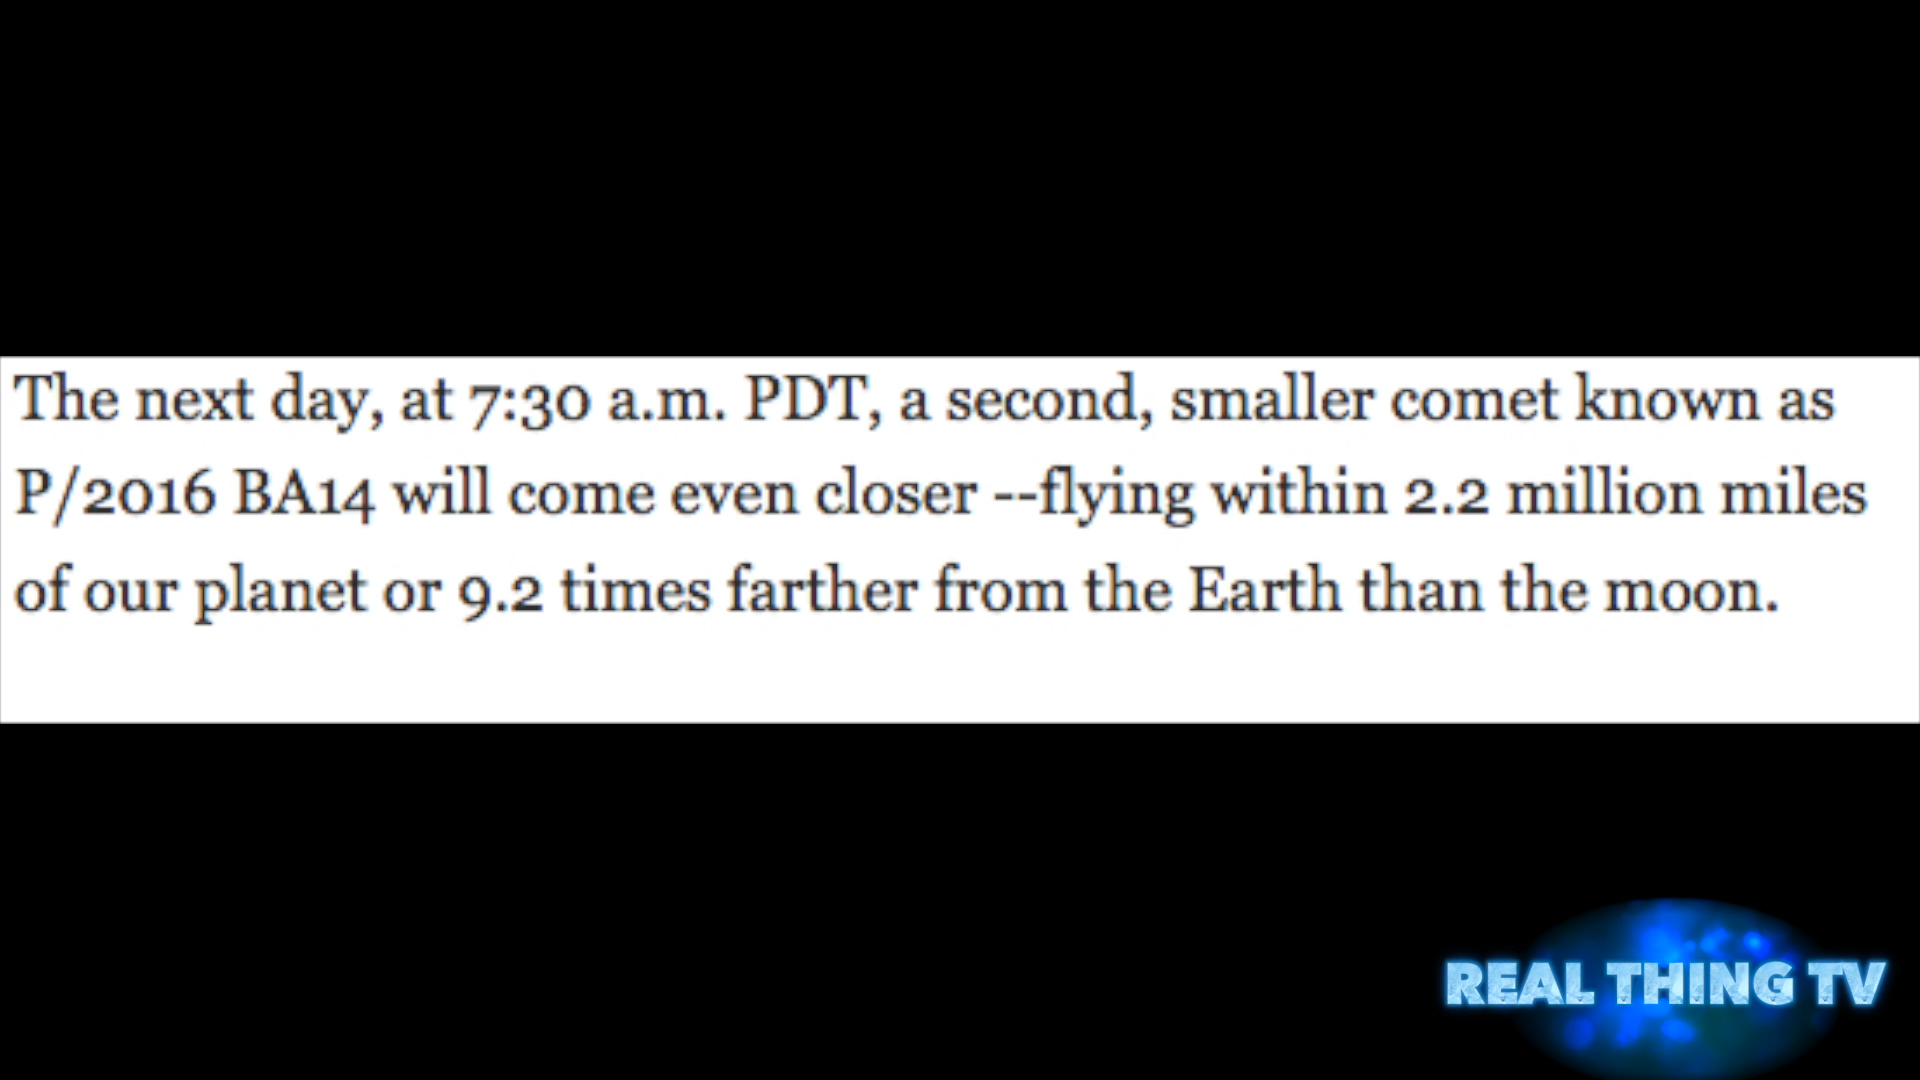 The next day, at 7:30 a.m. PDT, a second, smaller comet known as
P/2016 BA14 will come even closer --flying within 2.2 million miles
of our planet or 9.2 times farther from the Earth than the moon.
REAL THING TV